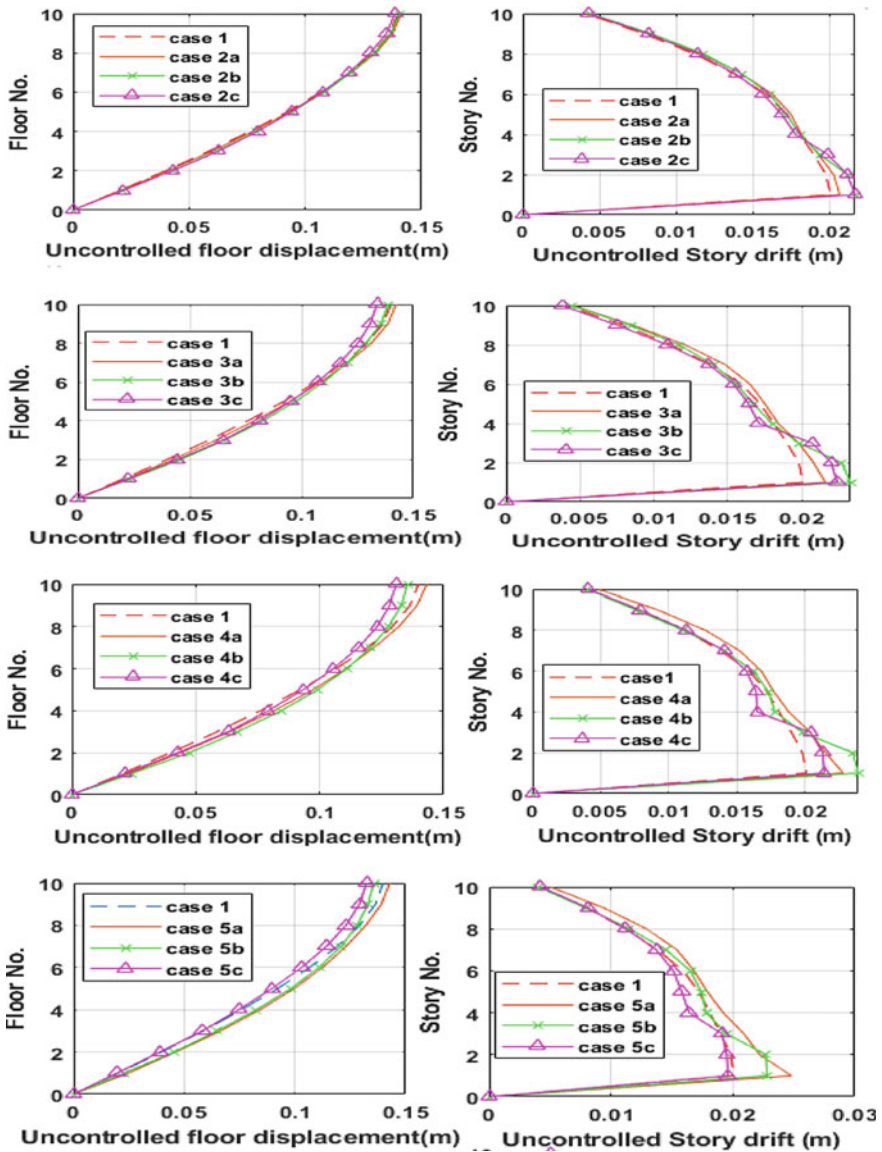 10
8
6
4
2
0
Floor No.
case 1
case 2a
case 2b
case 2c
0 0.05 0.1 0.15
Uncontrolled floor displacement(m)
10
8
6
4
2
0
Story No.
case 1
case 2a
case 2b
case 2c
0 0.005 0.01 0.015 0.02
Uncontrolled Story drift (m)
10
8
6
4
2
0
Floor No.
case 1
case 3a
case 3b
case 3c
0 0.05 0.1 0.15
Uncontrolled floor displacement(m)
10
8
6
4
2
0
Story No.
case 1
case 3a
case 3b
case 3c
0 0.005 0.01 0.015 0.02
Uncontrolled Story drift (m)
10
8
6
4
2
0
Floor No.
case 1
case 4a
case 4b
case 4c
0 0.05 0.1 0.15
Uncontrolled floor displacement(m)
10
8
6
4
2
0
Story No.
case1
case 4a
case 4b
case 4c
0 0.005 0.01 0.015 0.02
Uncontrolled Story drift (m)
10
8
6
4
2
0
Floor No.
case 1
case 5a
case 5b
case 5c
0 0.05 0.1 0.15
Uncontrolled floor displacement(m)
10
8
6
4
2
0
Story No.
case 1
case 5a
case 5b
case 5c
0 0.01 0.02 0.03
Uncontrolled Story drift (m)